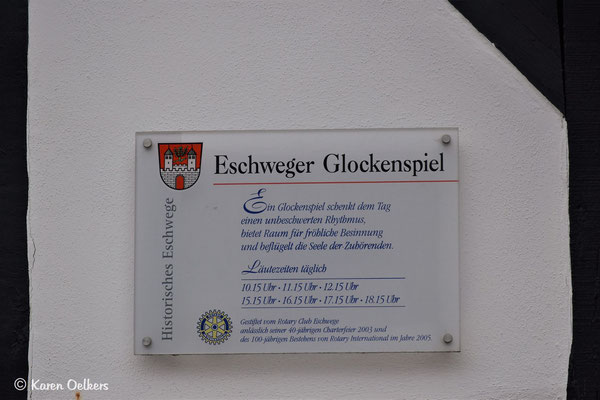 Eschweger Glockenspiel
Historisches Eschwege
Ein Glockenspiel schenkt dem Tag
einen unbeschwerten Rhythmus,
bietet Raum für fröhliche Besinnung
und beflügelt die Seele der Zuhörenden.
Läutezeiten täglich
10.15 Uhr • 11.15 Uhr • 12.15 Uhr
15.15 Uhr • 16.15 Uhr • 17.15 Uhr • 18.15 Uhr
Gestiftet vom Rotary Club Eschwege
anlässlich seiner 40-jährigen Charterfeier 2003 und
des 100-jährigen Bestehens von Rotary International im Jahre 2005.
© Karen Oelkers